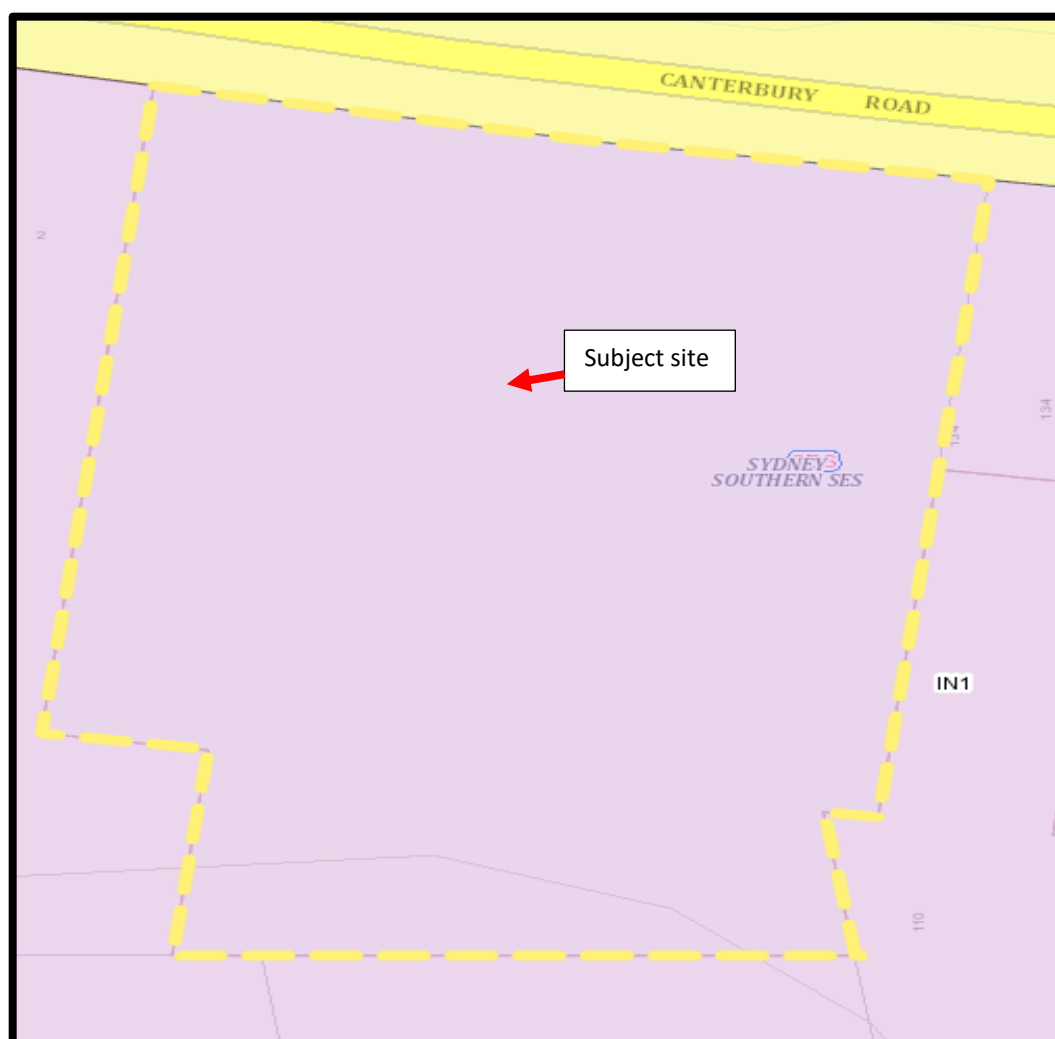 CANTERBURY ROAD
2
Subject site
134
134
SYDNEY
SOUTHERN SES
IN1
110